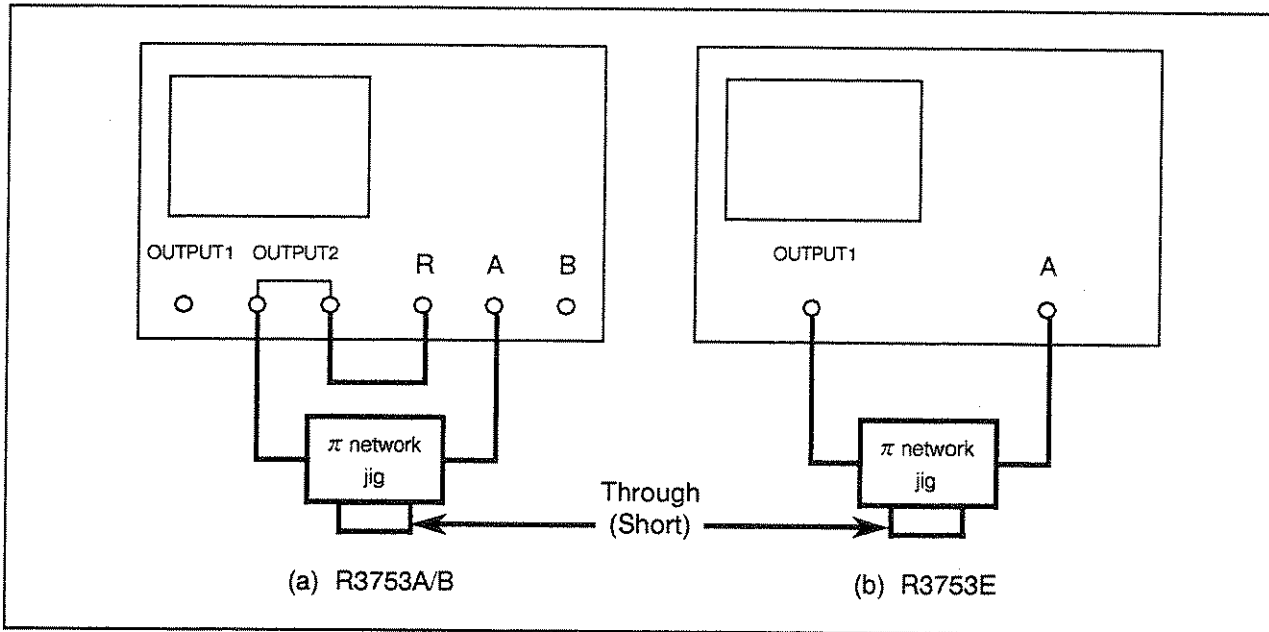 OUTPUT1 OUTPUT2 R A B
π network
jig
(a) R3753A/B
OUTPUT1 A
π network
jig
(b) R3753E
Through
(Short)